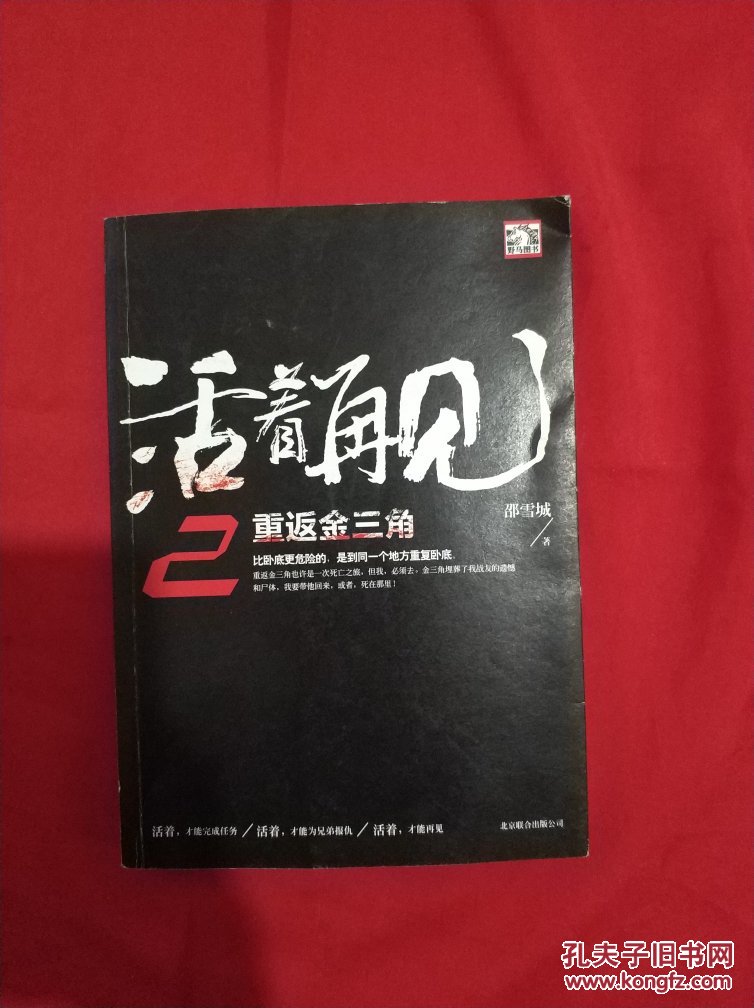 野马图书
活着再见
2
重返金三角
邵雪城
著
比卧底更危险的，是到同一个地方重复卧底。
重返金三角也许是一次死亡之旅，但我，必须去。金三角埋葬了我战友的遗憾
和尸体，我要带他回来，或者，死在那里！
活着，才能完成任务／活着，才能为兄弟报仇／活着，才能再见
北京联合出版公司
孔夫子旧书网
www.kongfz.com